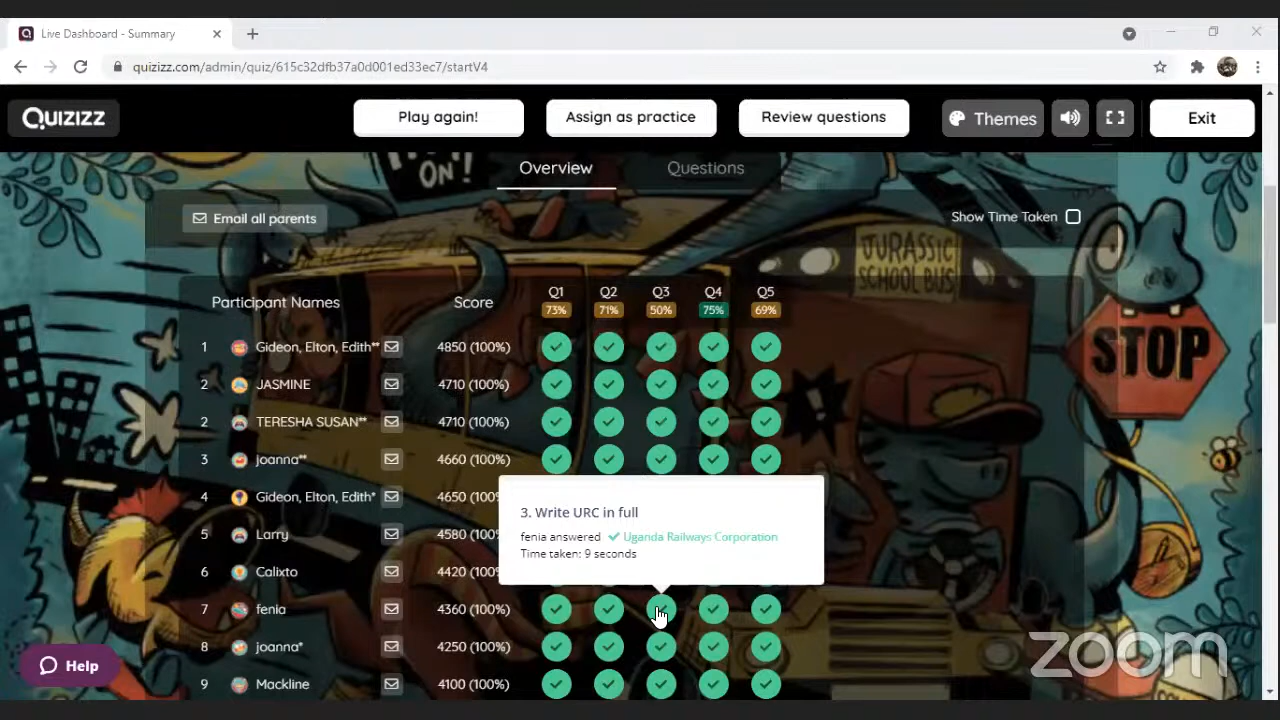 Live Dashboard - Summary
quizizz.com/admin/quiz/615c32dfb37a0d001ed33ec7/startV4
QUIZIZZ
Play again!
Assign as practice
Review questions
Themes
Exit
ON!
Overview
Questions
Email all parents
Show Time Taken
JURASSIC
SCHOOL BUS
STOP
Participant Names Score Q1 Q2 Q3 Q4 Q5
73% 71% 50% 75% 69%
1 Gideon, Elton, Edith** 4850 (100%)
2 JASMINE 4710 (100%)
2 TERESHA SUSAN** 4710 (100%)
3 joanna** 4660 (100%)
4 Gideon, Elton, Edith* 4650 (100%
5 Larry 4580 (100%
6 Calixto 4420 (100%
3. Write URC in full
fenia answered Uganda Railways Corporation
Time taken: 9 seconds
7 fenia 4360 (100%)
8 joanna* 4250 (100%)
9 Mackline 4100 (100%)
Help
zoom